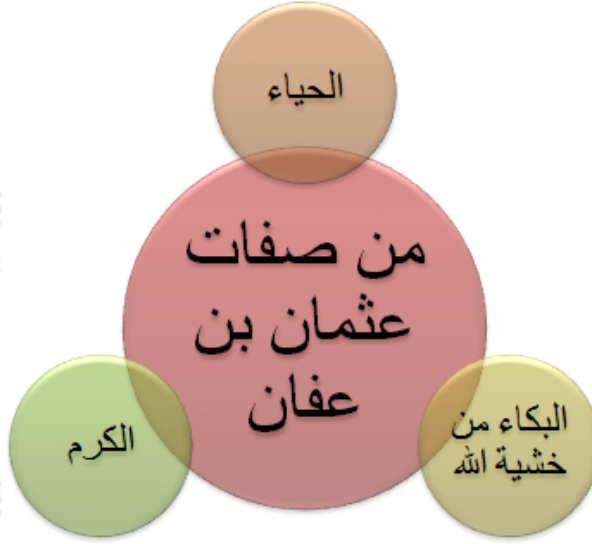 الحياء
من صفات
عثمان بن
عفان
البكاء من
خشية الله
الكرم